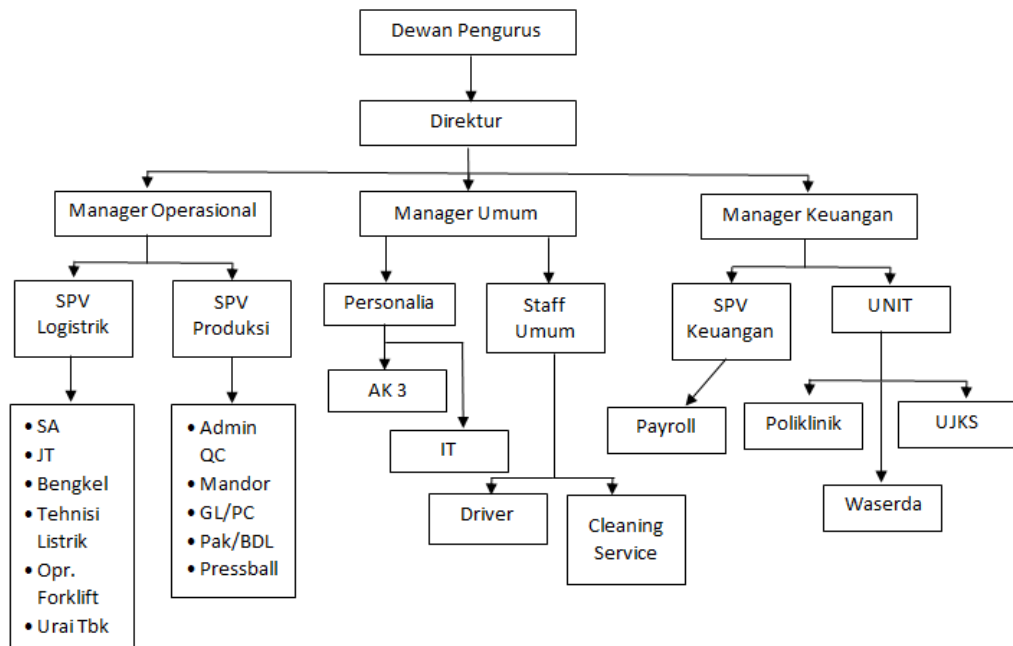 Dewan Pengurus
Direktur
Manager Operasional
Manager Umum
Manager Keuangan
SPV
Logistrik
SPV
Produksi
Personalia
Staff
Umum
SPV
Keuangan
UNIT
AK 3
IT
Payroll
Poliklinik
UJKS
Driver
Cleaning
Service
Waserda
• SA
• JT
• Bengkel
• Tehnisi
Listrik
• Opr.
Forklift
• Urai Tbk
• Admin
QC
• Mandor
• GL/PC
• Pak/BDL
• Pressball